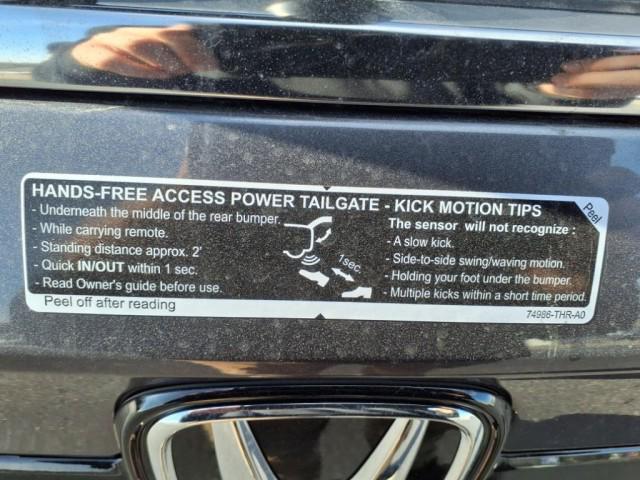 HANDS-FREE ACCESS POWER TAILGATE - KICK MOTION TIPS
- Underneath the middle of the rear bumper.
- While carrying remote.
- Standing distance approx. 2'
- Quick IN/OUT within 1 sec.
- Read Owner's guide before use.
1sec.
The sensor will not recognize :
- A slow kick.
- Side-to-side swing/waving motion.
- Holding your foot under the bumper.
- Multiple kicks within a short time period.
Peel
Peel off after reading
74986-THR-A0